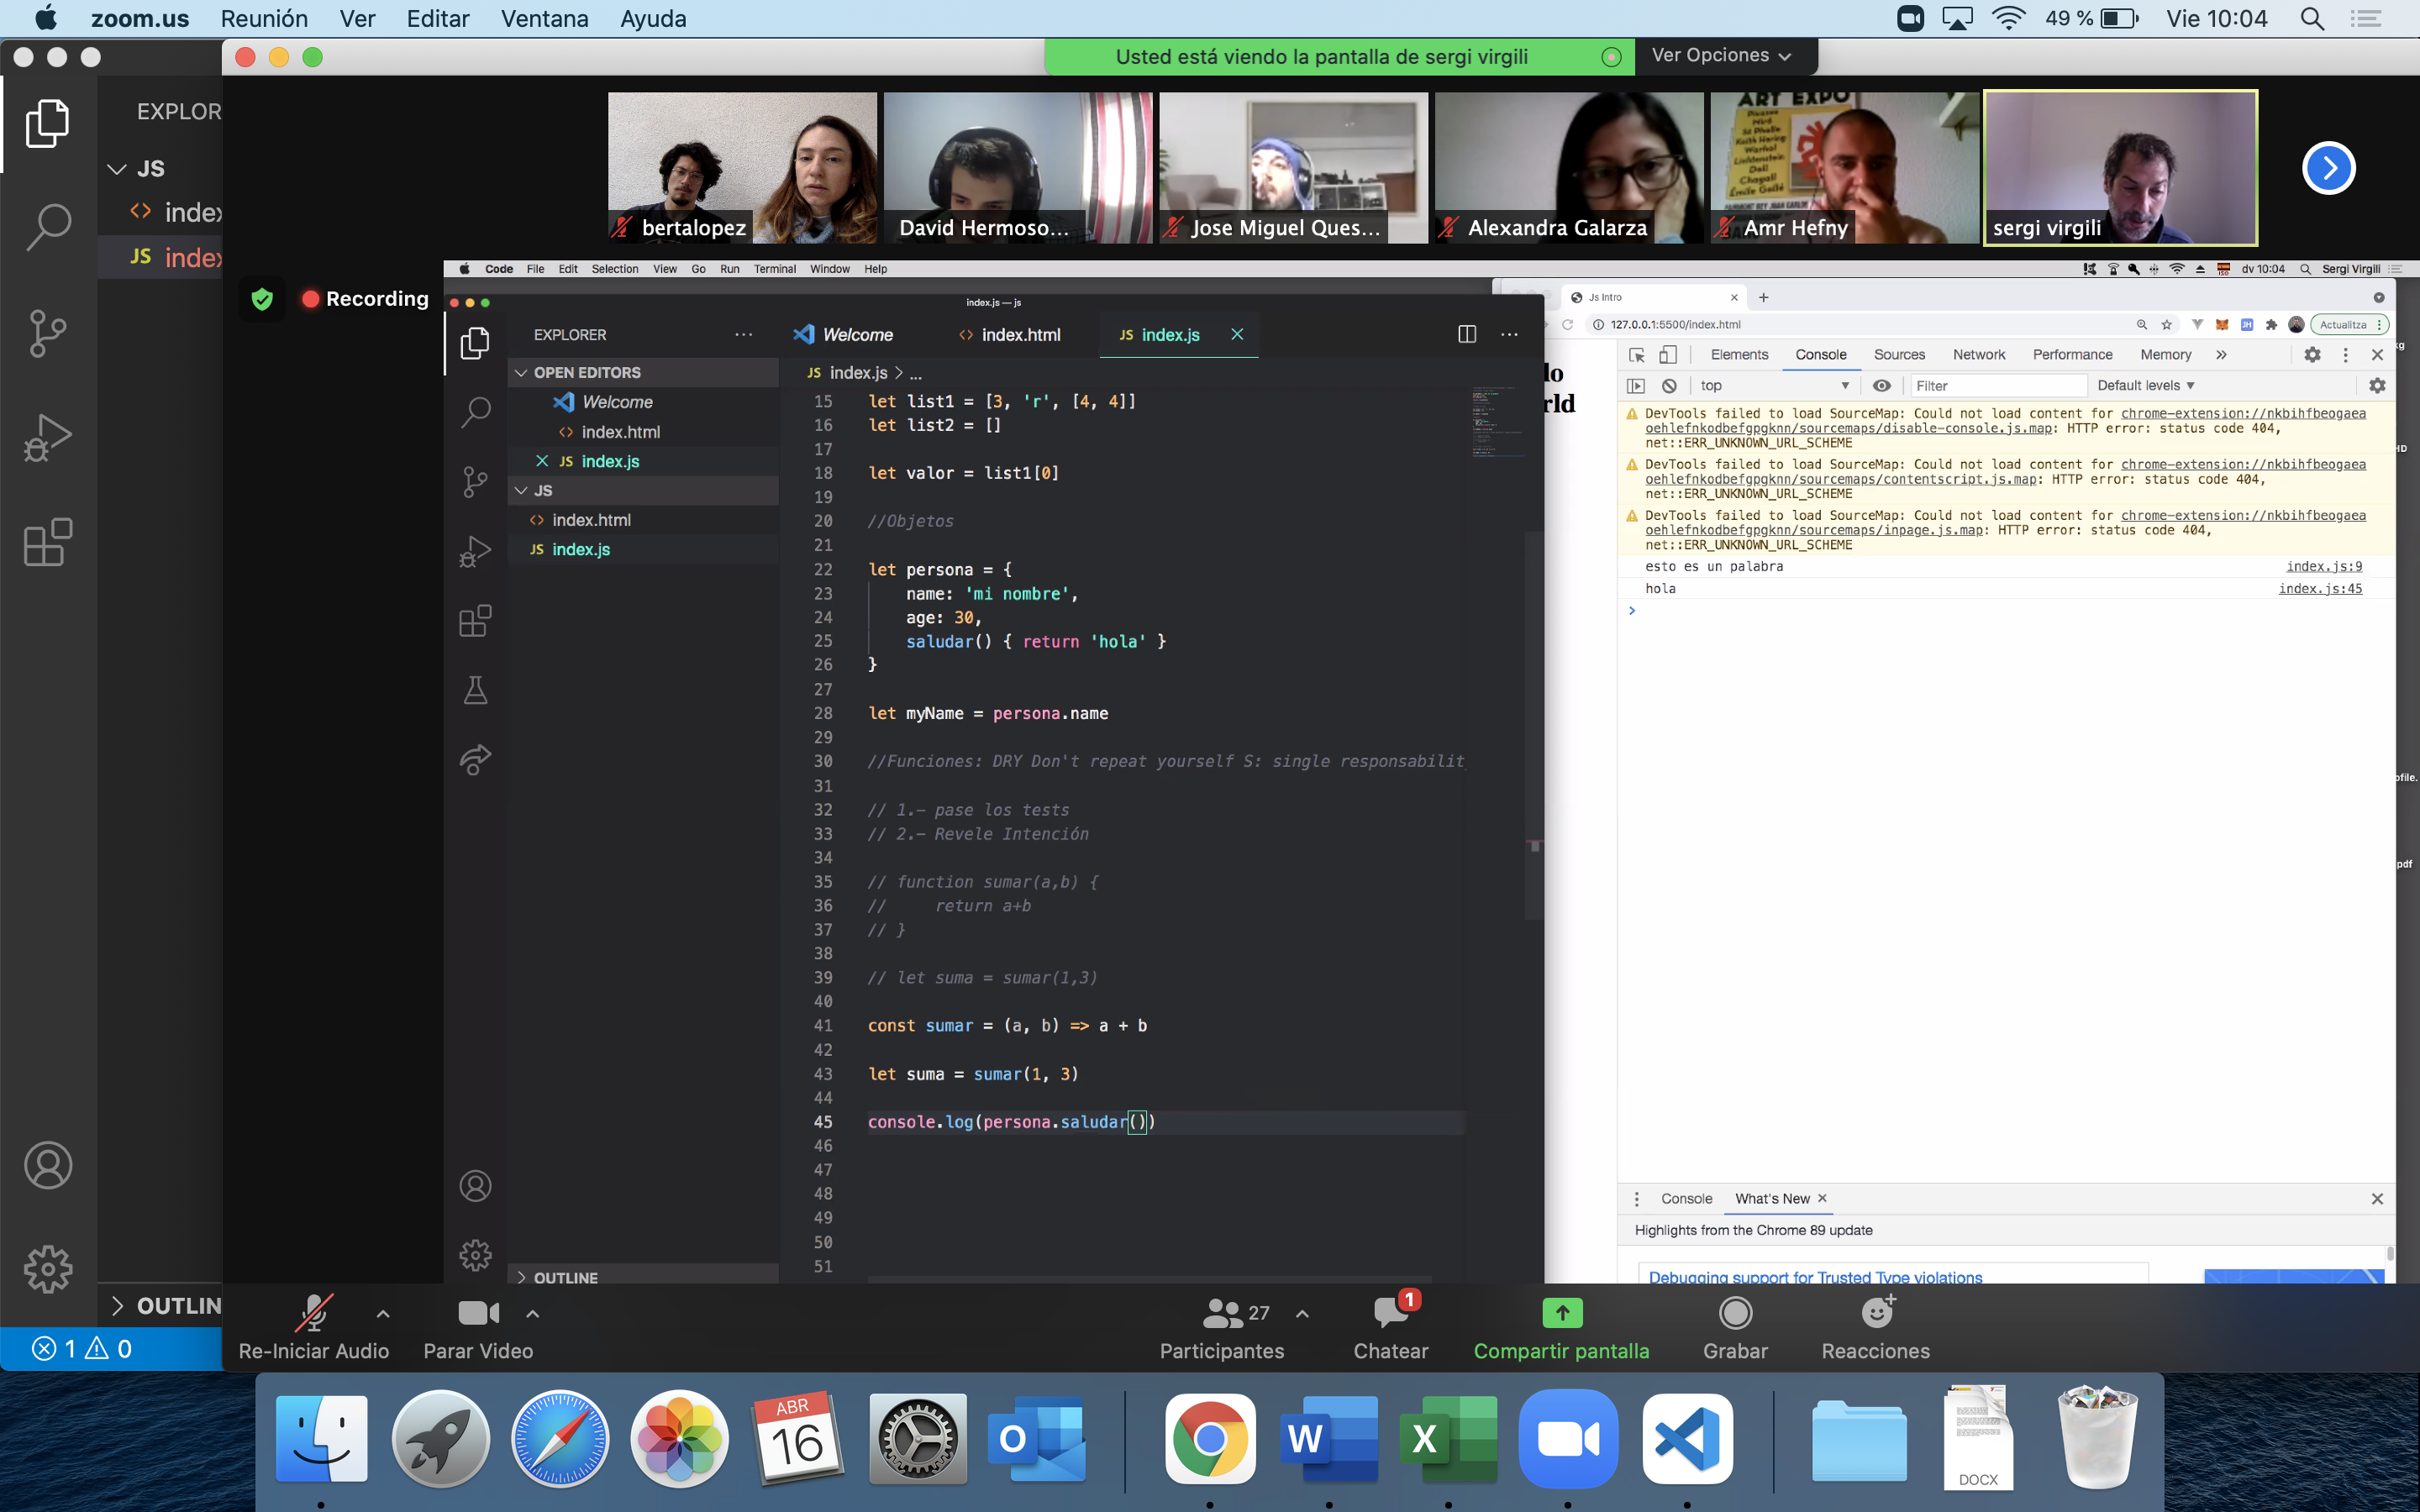 zoom.us Reunión Ver Editar Ventana Ayuda 49 % Vie 10:04
Usted está viendo la pantalla de sergi virgili Ver Opciones
EXPLOR
JS
index
JS index
OUTLIN
1 0
ART EXPO
bertalopez
David Hermoso...
Jose Miguel Ques...
Alexandra Galarza
Amr Hefny
sergi virgili
Recording
Code File Edit Selection View Go Run Terminal Window Help dv 10:04 Sergi Virgili
index.js — js
EXPLORER
OPEN EDITORS
Welcome
index.html
JS index.js
JS
index.html
JS index.js
OUTLINE
Welcome index.html JS index.js
JS index.js > ...
15 let list1 = [3, 'r', [4, 4]]
16 let list2 = []
17
18 let valor = list1[0]
19
20 //Objetos
21
22 let persona = {
23 name: 'mi nombre',
24 age: 30,
25 saludar() { return 'hola' }
26 }
27
28 let myName = persona.name
29
30 //Funciones: DRY Don't repeat yourself S: single responsabilit
31
32 // 1.- pase los tests
33 // 2.- Revele Intención
34
35 // function sumar(a,b) {
36 // return a+b
37 // }
38
39 // let suma = sumar(1,3)
40
41 const sumar = (a, b) => a + b
42
43 let suma = sumar(1, 3)
44
45 console.log(persona.saludar())
46
47
48
49
50
51
Js Intro
127.0.0.1:5500/index.html
Actualitza
lo
rld
Elements Console Sources Network Performance Memory
top Filter Default levels
DevTools failed to load SourceMap: Could not load content for chrome-extension://nkbihfbeogaea
oehlefnkodbefgpgknn/sourcemaps/disable-console.js.map: HTTP error: status code 404,
net::ERR_UNKNOWN_URL_SCHEME
DevTools failed to load SourceMap: Could not load content for chrome-extension://nkbihfbeogaea
oehlefnkodbefgpgknn/sourcemaps/contentscript.js.map: HTTP error: status code 404,
net::ERR_UNKNOWN_URL_SCHEME
DevTools failed to load SourceMap: Could not load content for chrome-extension://nkbihfbeogaea
oehlefnkodbefgpgknn/sourcemaps/inpage.js.map: HTTP error: status code 404,
net::ERR_UNKNOWN_URL_SCHEME
esto es un palabra index.js:9
hola index.js:45
Console What's New
Highlights from the Chrome 89 update
Debugging support for Trusted Type violations
HD
ofile.
pdf
Re-Iniciar Audio
Parar Video
27
Participantes
1
Chatear
Compartir pantalla
Grabar
Reacciones
ABR
16
O
W
X
DOCX